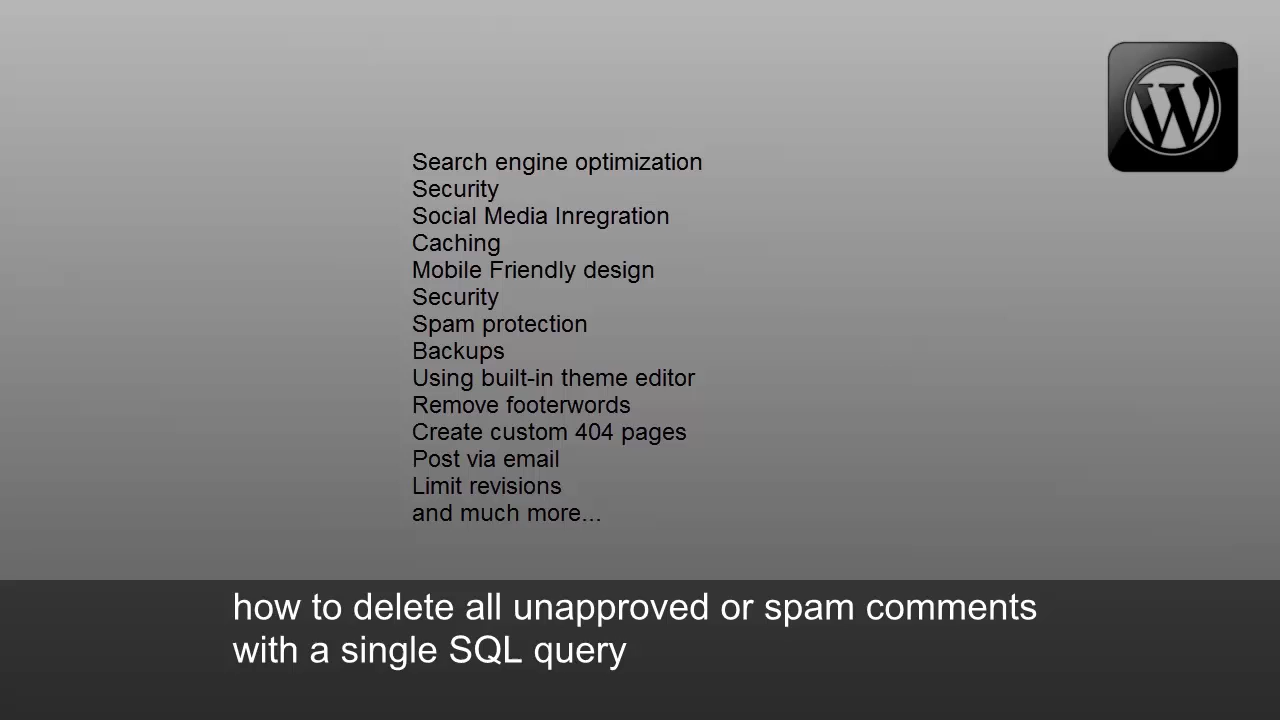 Search engine optimization
Security
Social Media Inregration
Caching
Mobile Friendly design
Security
Spam protection
Backups
Using built-in theme editor
Remove footerwords
Create custom 404 pages
Post via email
Limit revisions
and much more...
how to delete all unapproved or spam comments
with a single SQL query